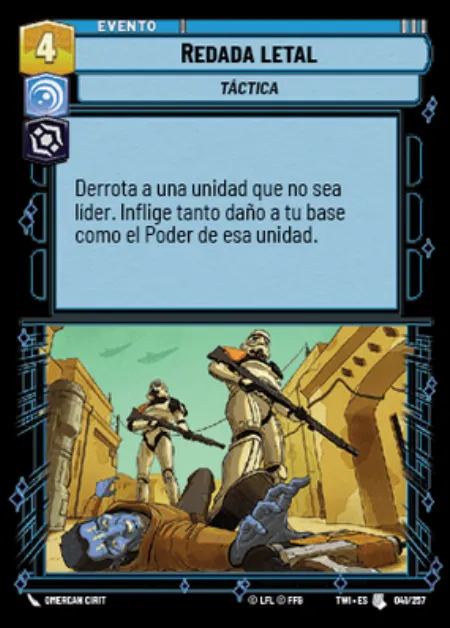 EVENTO
4
REDADA LETAL
TÁCTICA
Derrota a una unidad que no sea
líder. Inflige tanto daño a tu base
como el Poder de esa unidad.
OMERCAN CIRIT
© LFL © FFG
TWI • ES
041/257